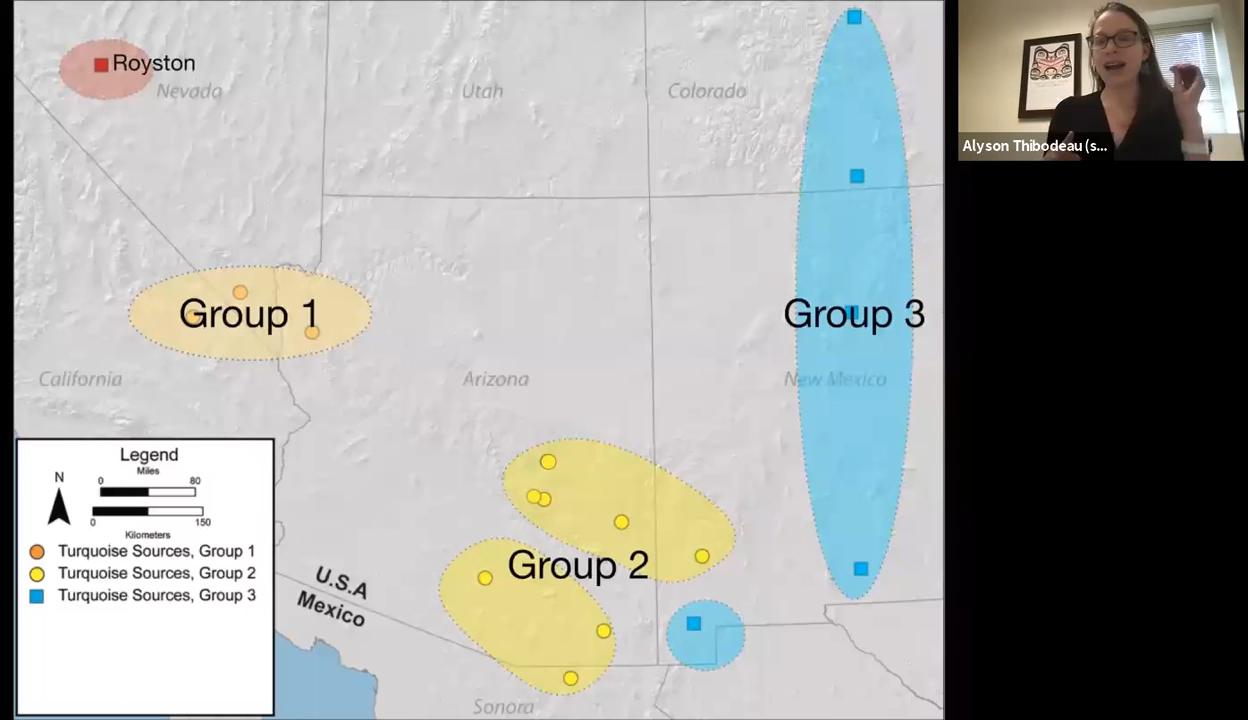 Royston
Nevada
Utah
Colorado
Alyson Thibodeau (s...
Group 1
Group 3
California
Arizona
New Mexico
Legend
Miles
N
0 80
0 150
Kilometers
Turquoise Sources, Group 1
Turquoise Sources, Group 2
Turquoise Sources, Group 3
Group 2
U.S.A
Mexico
Sonora